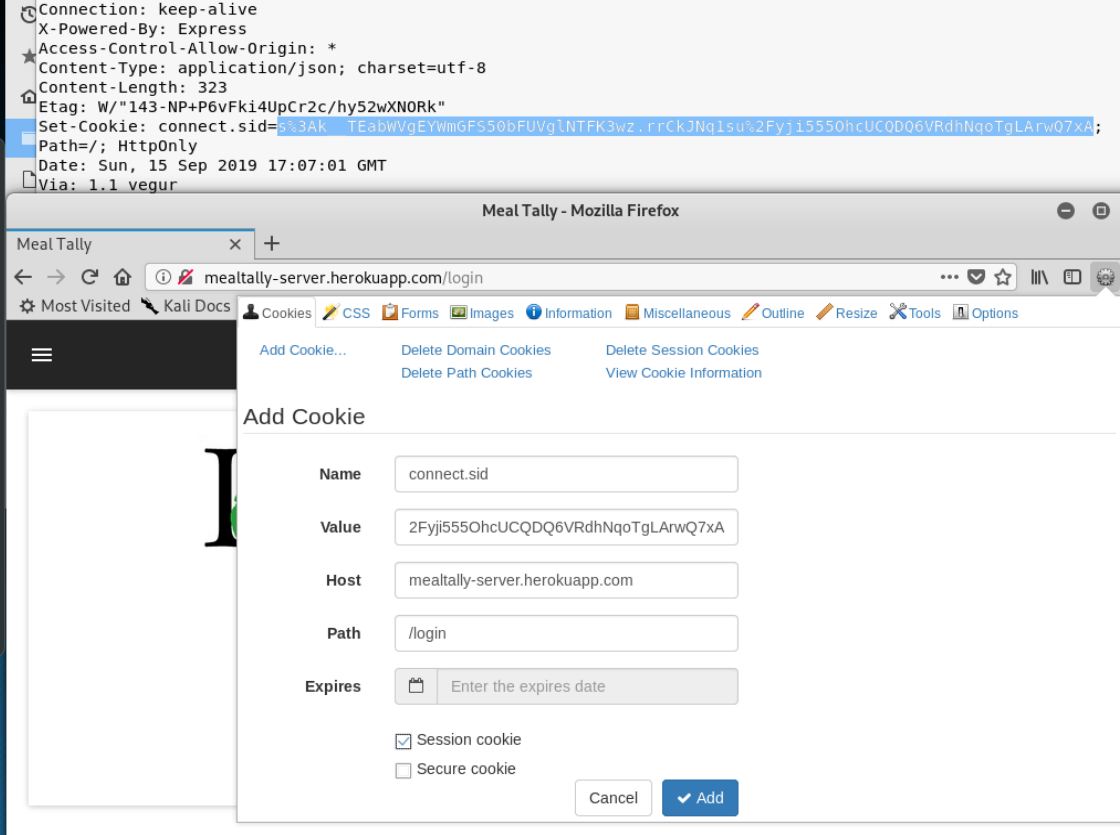 Connection: keep-alive
X-Powered-By: Express
Access-Control-Allow-Origin: *
Content-Type: application/json; charset=utf-8
Content-Length: 323
Etag: W/"143-NP+P6vFki4UpCr2c/hy52wXNORk"
Set-Cookie: connect.sid=s%3Ak__TEabWVgEYWmGFS50bFUVglNTFK3wz.rrCkJNq1su%2Fyji555OhcUCQDQ6VRdhNqoTgLArwQ7xA;
Path=/; HttpOnly
Date: Sun, 15 Sep 2019 17:07:01 GMT
Via: 1.1 vegur
Meal Tally - Mozilla Firefox
Meal Tally
mealtally-server.herokuapp.com/login
Most Visited Kali Docs
Cookies CSS Forms Images Information Miscellaneous Outline Resize Tools Options
Add Cookie... Delete Domain Cookies Delete Session Cookies
Delete Path Cookies View Cookie Information
Add Cookie
Name connect.sid
Value 2Fyji555OhcUCQDQ6VRdhNqoTgLArwQ7xA
Host mealtally-server.herokuapp.com
Path /login
Expires Enter the expires date
Session cookie
Secure cookie
Cancel Add